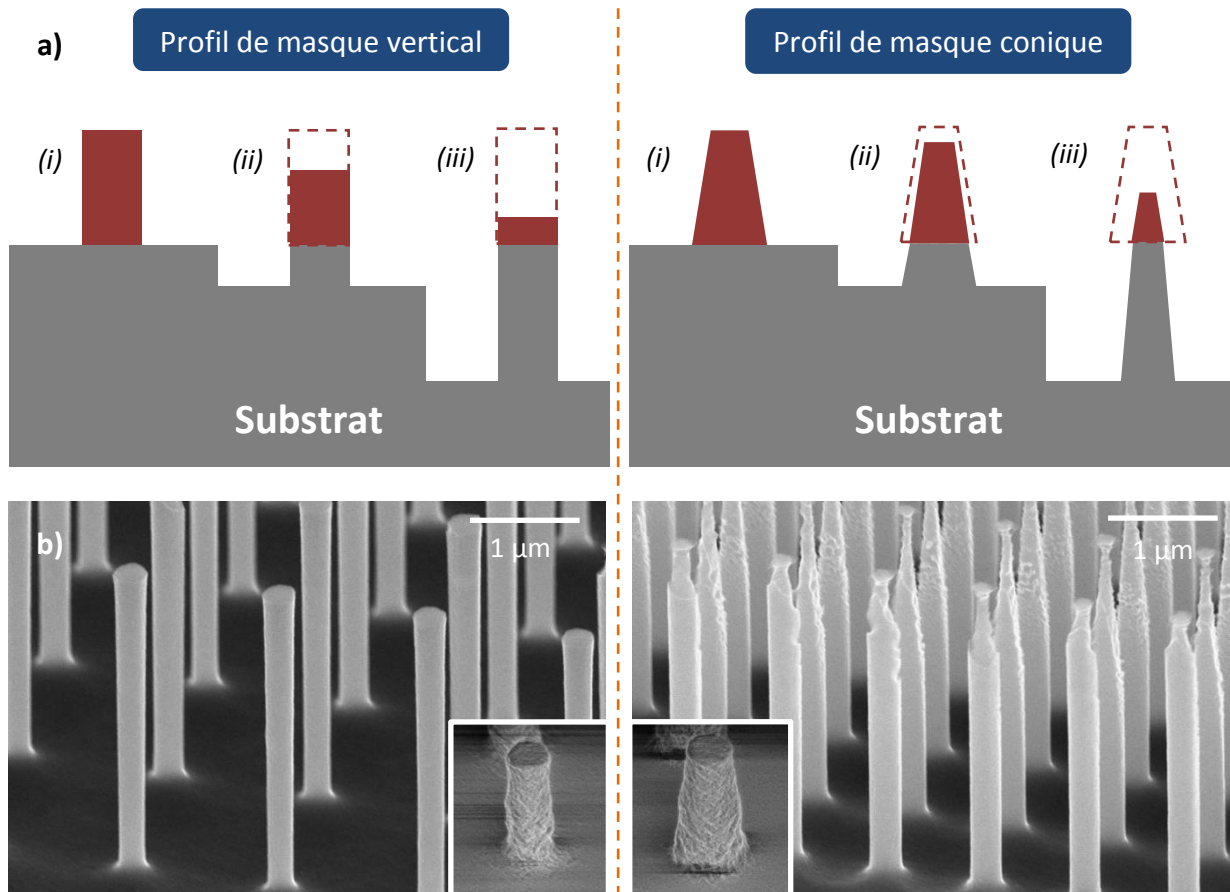 a)
Profil de masque vertical
Profil de masque conique
(i)
(ii)
(iii)
(i)
(ii)
(iii)
Substrat
Substrat
b)
1 µm
1 µm